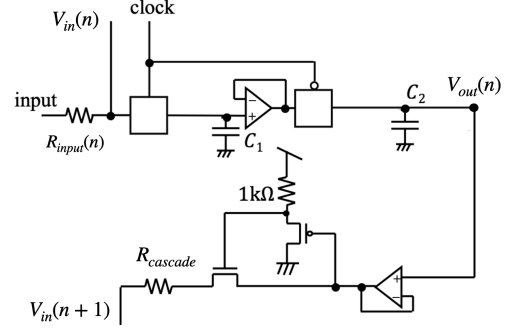 clock
V_in(n)
input
R_input(n)
C_1
C_2
V_out(n)
1kΩ
R_cascade
V_in(n + 1)
− + + −